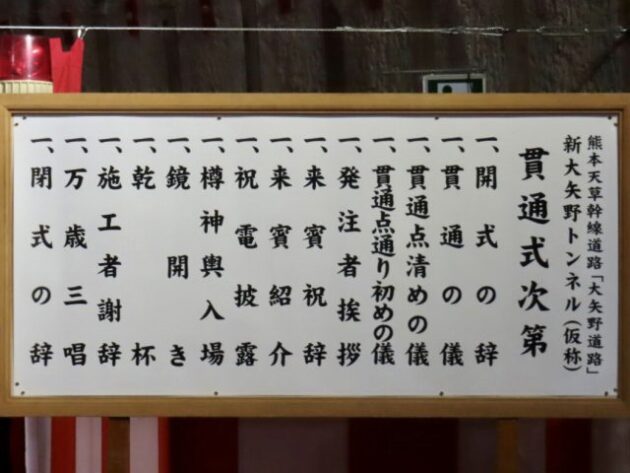 熊本天草幹線道路「大矢野道路」
新大矢野トンネル(仮称)
貫通式次第
一、開式の辞
一、貫通の儀
一、貫通点清めの儀
一、貫通点通り初めの儀
一、発注者挨拶
一、来賓祝辞
一、来賓紹介
一、祝電披露
一、樽神輿入場
一、鏡開き
一、乾杯
一、施工者謝辞
一、万歳三唱
一、閉式の辞